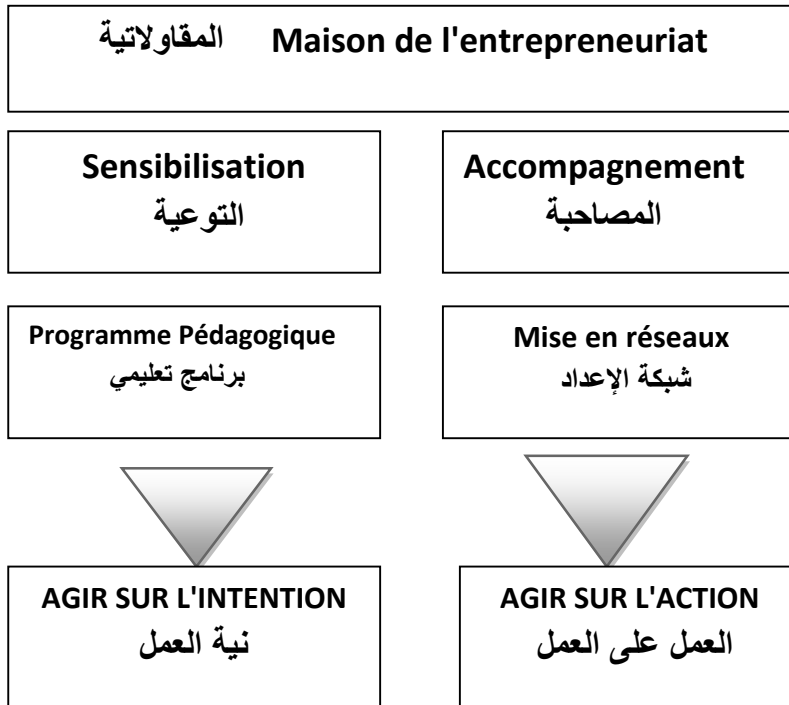 المقاولاتية Maison de l'entrepreneuriat
Sensibilisation
التوعية
Accompagnement
المصاحبة
Programme Pédagogique
برنامج تعليمي
Mise en réseaux
شبكة الإعداد
AGIR SUR L'INTENTION
نية العمل
AGIR SUR L'ACTION
العمل على العمل